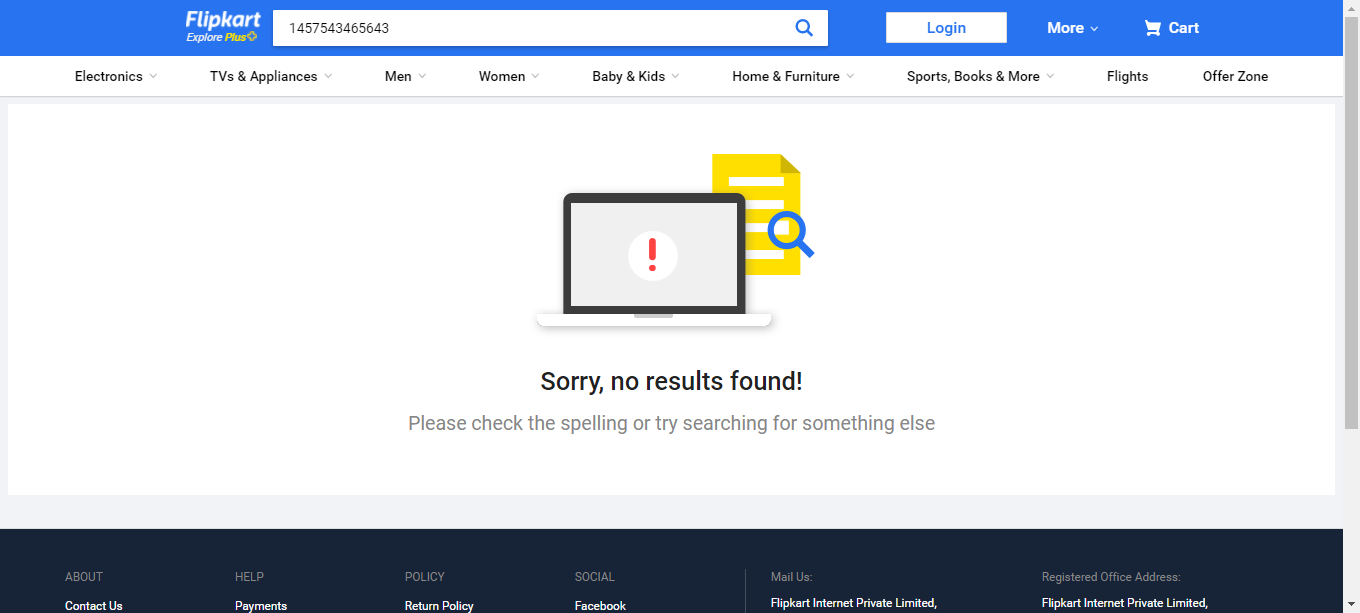 Flipkart
Explore Plus
1457543465643
Login
More
Cart
Electronics
TVs & Appliances
Men
Women
Baby & Kids
Home & Furniture
Sports, Books & More
Flights
Offer Zone
Sorry, no results found!
Please check the spelling or try searching for something else
ABOUT
Contact Us
HELP
Payments
POLICY
Return Policy
SOCIAL
Facebook
Mail Us:
Flipkart Internet Private Limited,
Registered Office Address:
Flipkart Internet Private Limited,